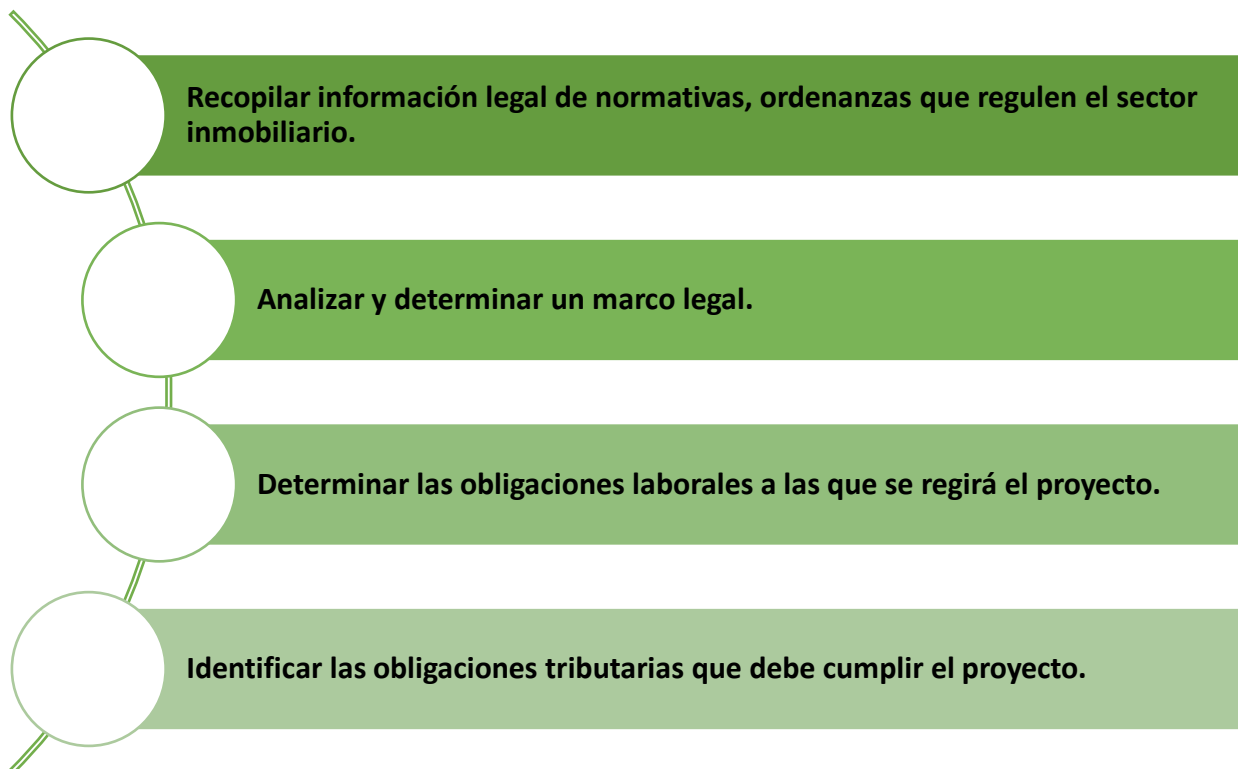 Recopilar información legal de normativas, ordenanzas que regulen el sector
inmobiliario.
Analizar y determinar un marco legal.
Determinar las obligaciones laborales a las que se regirá el proyecto.
Identificar las obligaciones tributarias que debe cumplir el proyecto.